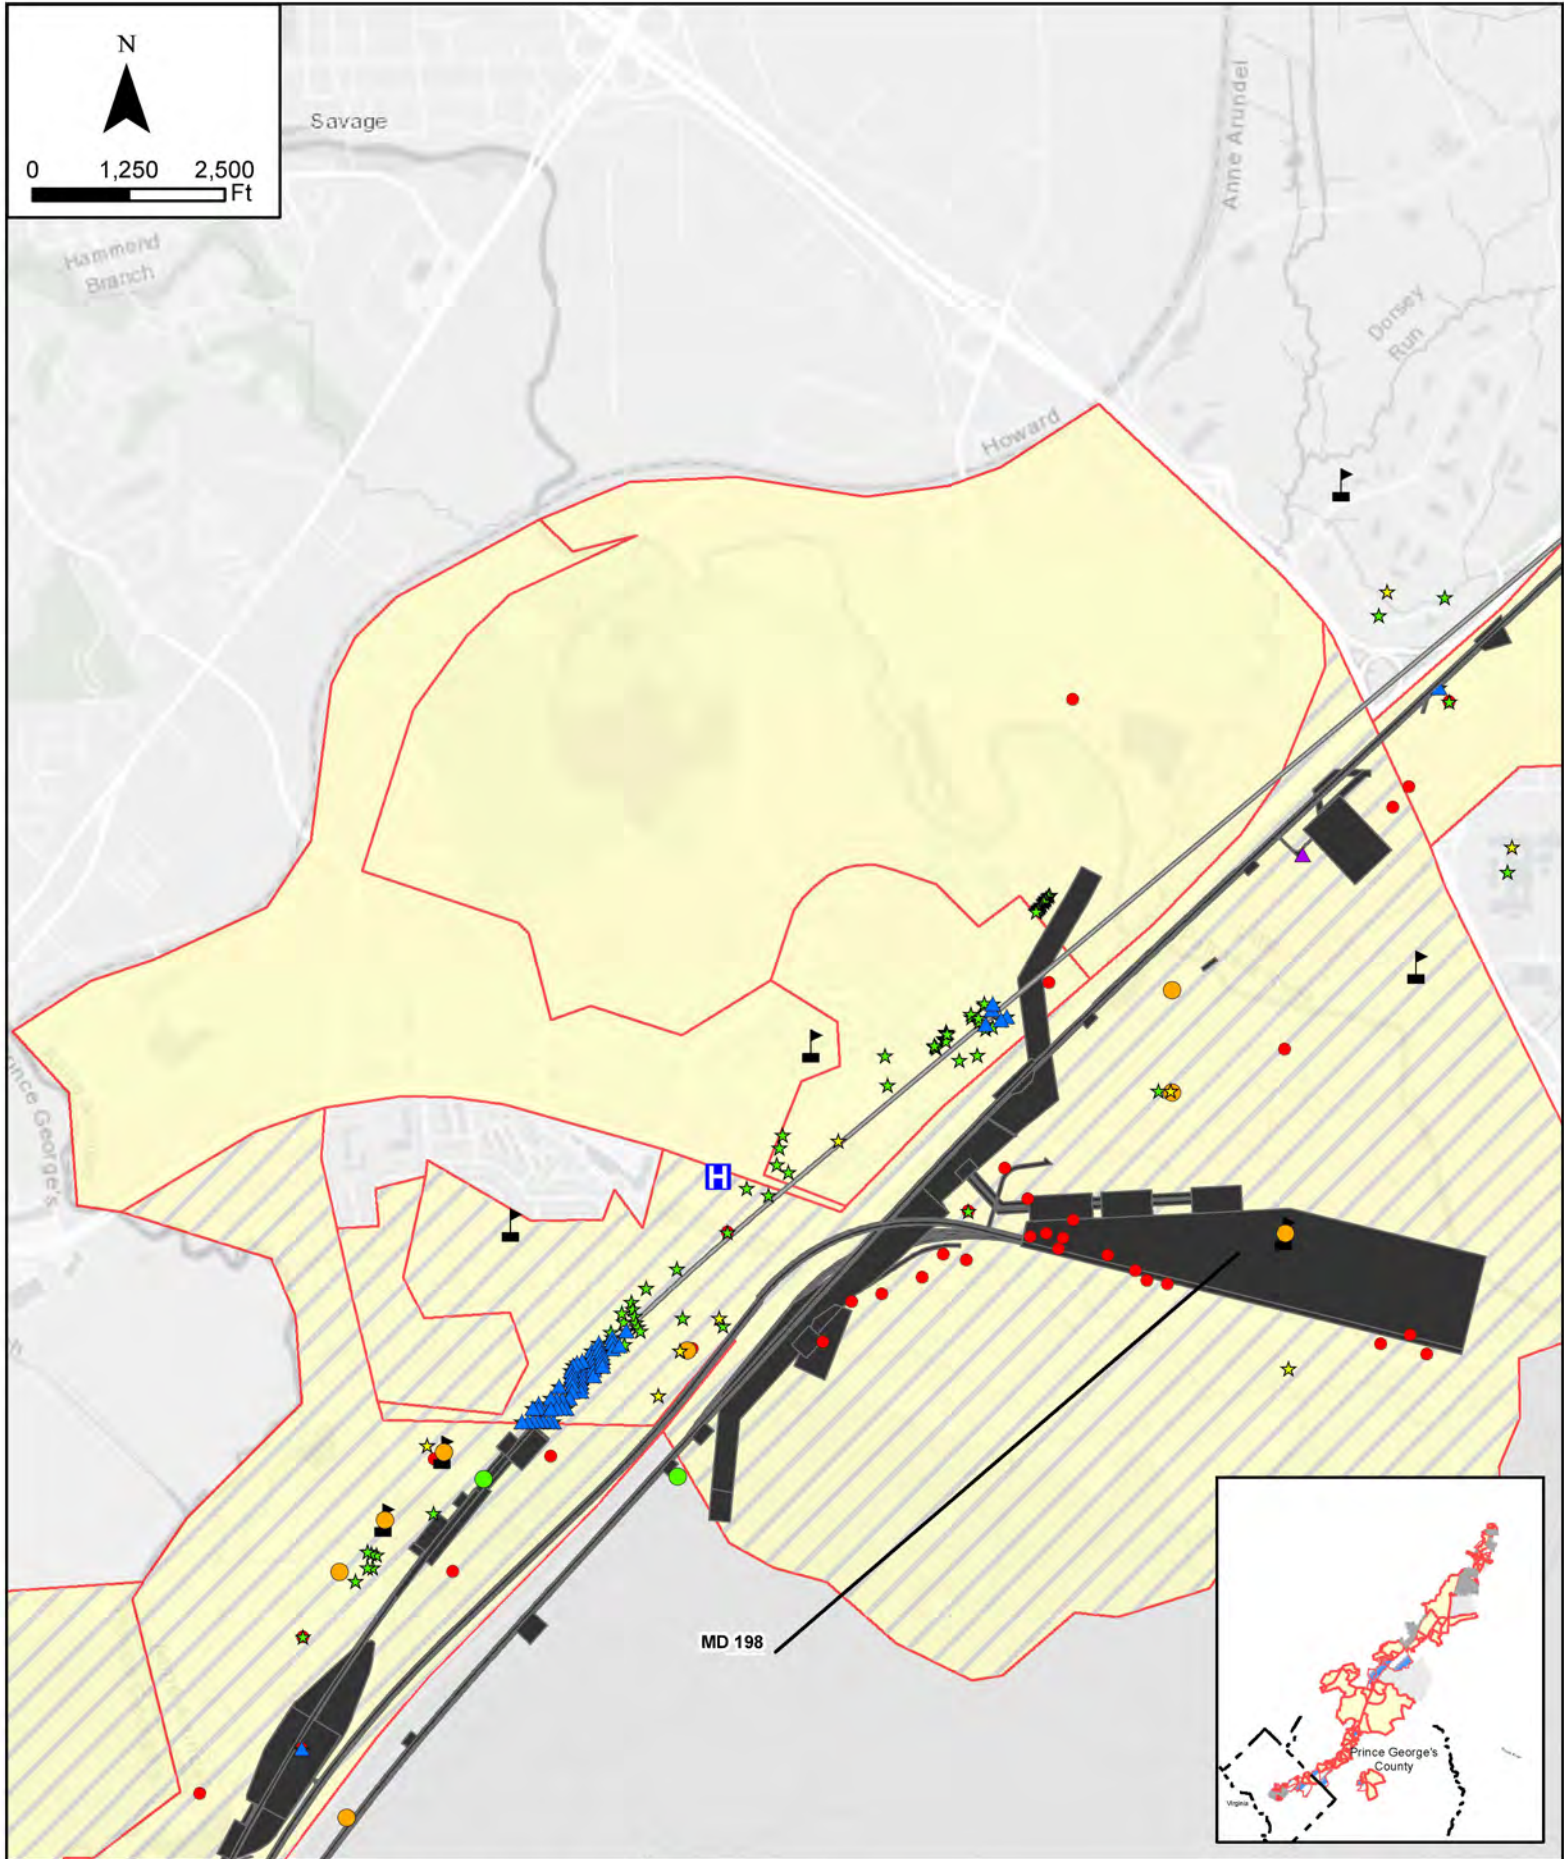 N
0 1,250 2,500
Ft
Savage
Hammond
Branch
Anne Arundel
Dorsey
Run
Howard
H
ince George's
MD 198
Prince George's
County
Virginia